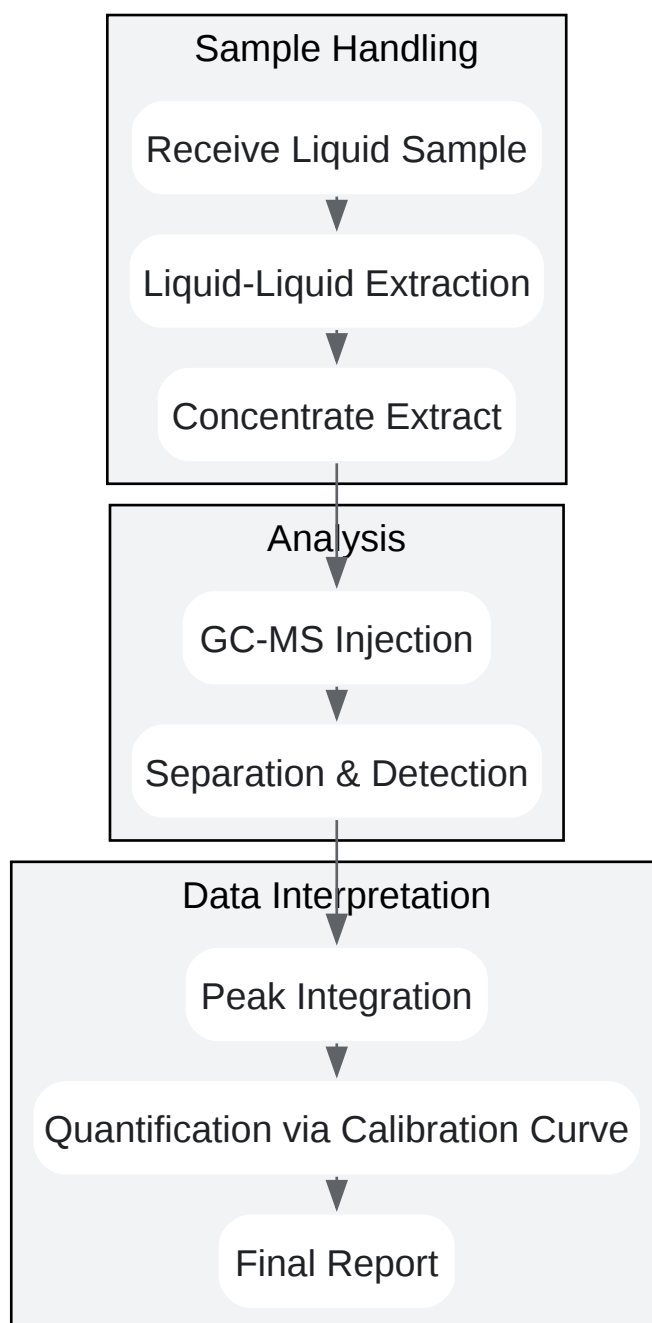 Sample Handling
Receive Liquid Sample
Liquid-Liquid Extraction
Concentrate Extract
Analysis
GC-MS Injection
Separation & Detection
Data Interpretation
Peak Integration
Quantification via Calibration Curve
Final Report